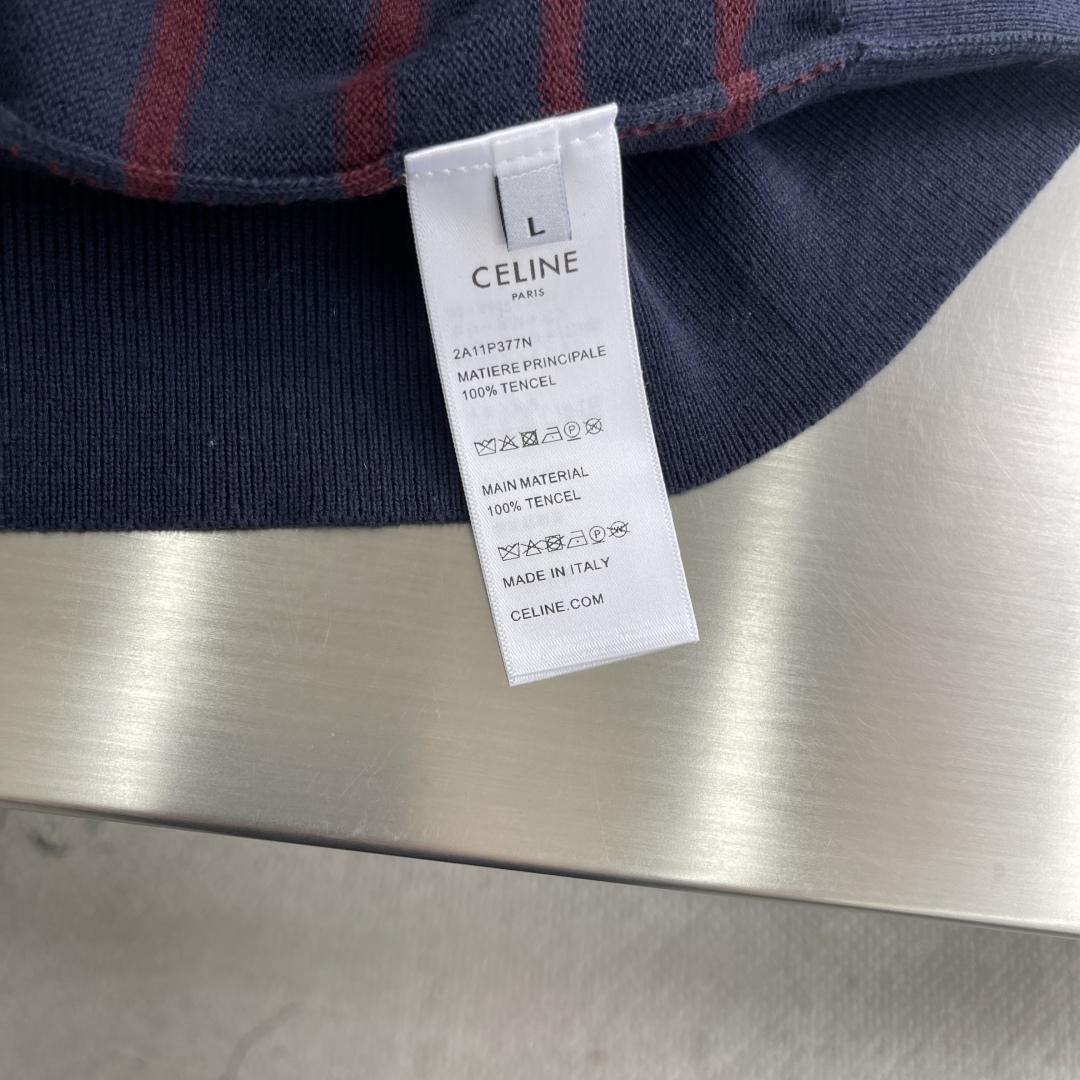 L
CELINE
PARIS
2A11P377N
MATIERE PRINCIPALE
100% TENCEL
MAIN MATERIAL
100% TENCEL
MADE IN ITALY
CELINE.COM